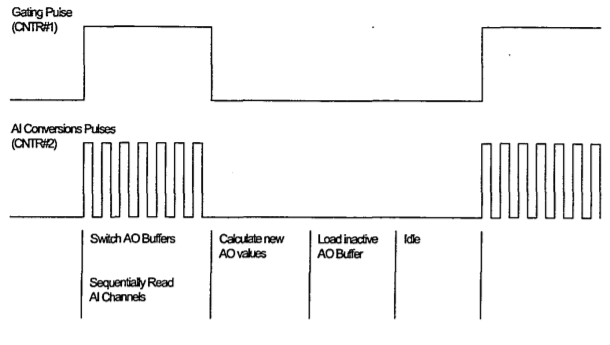 Gating Pulse
(CNTR#1)
AI Conversions Pulses
(CNTR#2)
Switch AO Buffers
Sequentially Read
AI Channels
Calculate new
AO values
Load inactive
AO Buffer
Idle